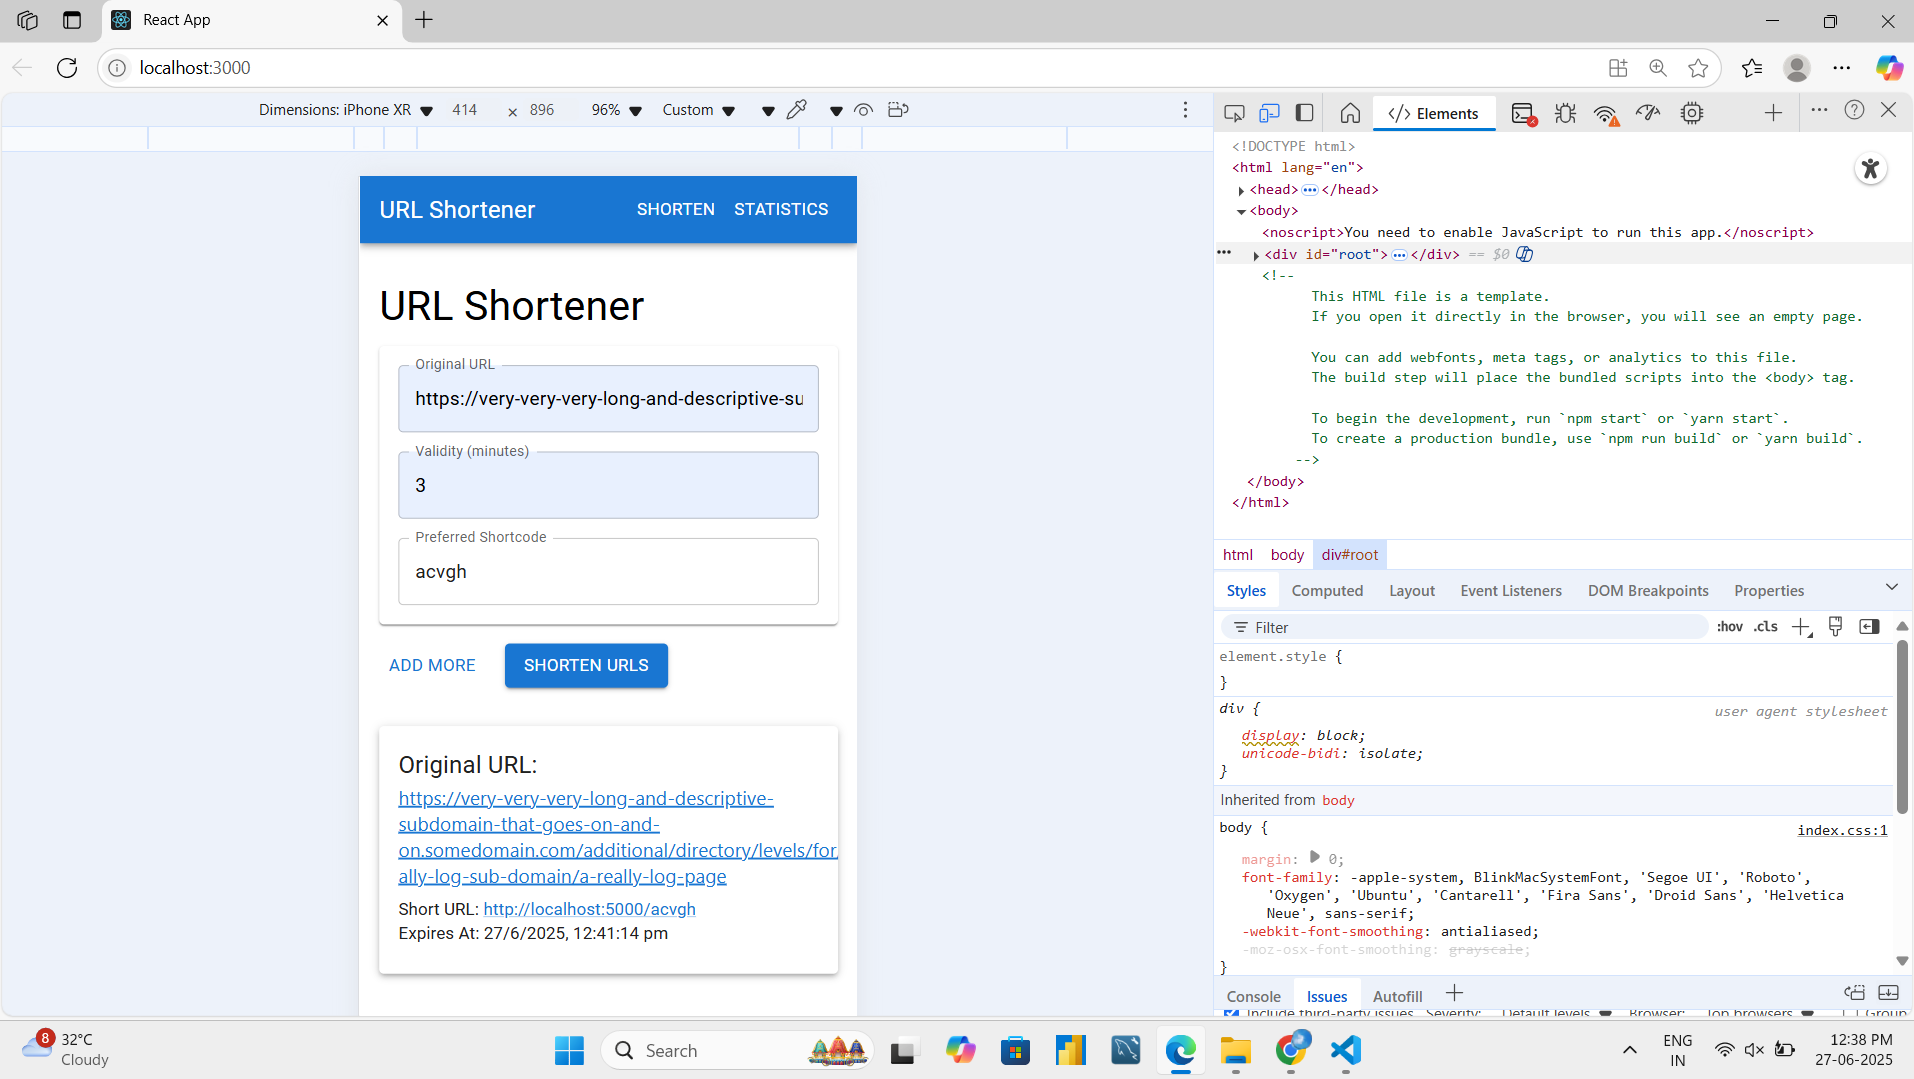 React App
localhost:3000
Dimensions: iPhone XR 414 × 896 96% Custom
URL Shortener SHORTEN STATISTICS
URL Shortener
Original URL
https://very-very-very-long-and-descriptive-su
Validity (minutes)
3
Preferred Shortcode
acvgh
ADD MORE SHORTEN URLS
Original URL:
https://very-very-very-long-and-descriptive-
subdomain-that-goes-on-and-
on.somedomain.com/additional/directory/levels/for
ally-log-sub-domain/a-really-log-page
Short URL: http://localhost:5000/acvgh
Expires At: 27/6/2025, 12:41:14 pm
</> Elements
<!DOCTYPE html>
<html lang="en">
<head>…</head>
<body>
<noscript>You need to enable JavaScript to run this app.</noscript>
<div id="root">…</div> == $0
<!--
This HTML file is a template.
If you open it directly in the browser, you will see an empty page.
You can add webfonts, meta tags, or analytics to this file.
The build step will place the bundled scripts into the <body> tag.
To begin the development, run `npm start` or `yarn start`.
To create a production bundle, use `npm run build` or `yarn build`.
-->
</body>
</html>
html body div#root
Styles Computed Layout Event Listeners DOM Breakpoints Properties
Filter :hov .cls
element.style {
}
div { user agent stylesheet
display: block;
unicode-bidi: isolate;
}
Inherited from body
body { index.css:1
margin: 0;
font-family: -apple-system, BlinkMacSystemFont, 'Segoe UI', 'Roboto',
'Oxygen', 'Ubuntu', 'Cantarell', 'Fira Sans', 'Droid Sans', 'Helvetica
Neue', sans-serif;
-webkit-font-smoothing: antialiased;
-moz-osx-font-smoothing: grayscale;
}
Console Issues Autofill
Include third-party issues Severity: Default levels Browser: Top browsers Group
8 32°C
Cloudy
Search
ENG
IN
12:38 PM
27-06-2025